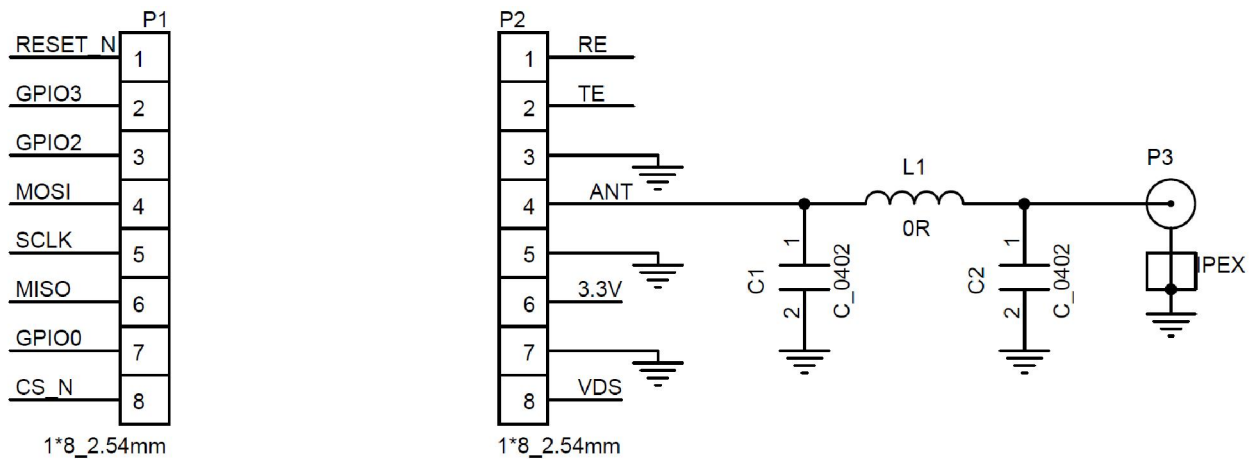 P1
RESET_N
1
GPIO3
2
GPIO2
3
MOSI
4
SCLK
5
MISO
6
GPIO0
7
CS_N
8
1*8_2.54mm
P2
1
RE
2
TE
3
4
ANT
5
6
3.3V
7
8
VDS
1*8_2.54mm
L1
0R
C1
1
2
C_0402
C2
1
2
C_0402
P3
IPEX